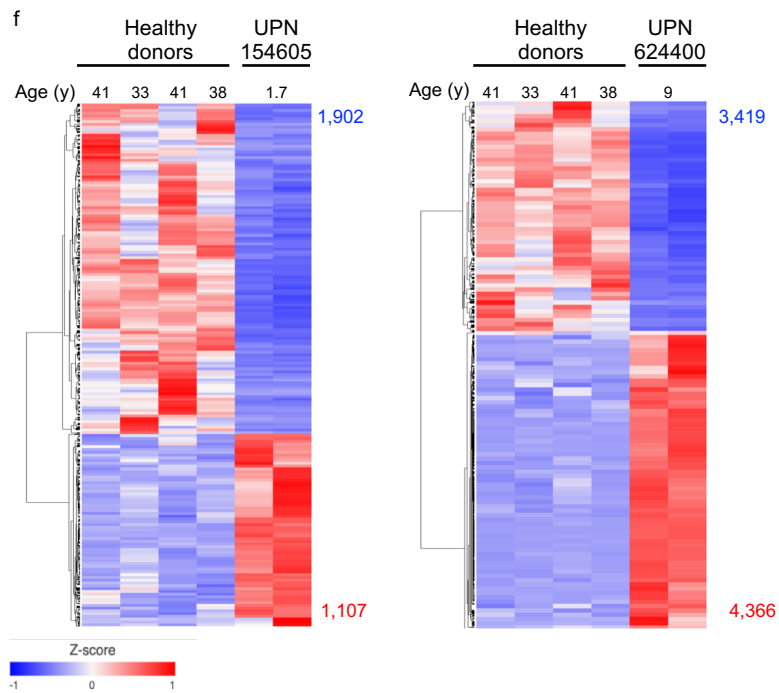 f
Healthy
donors
UPN
154605
Age (y) 41 33 41 38 1.7
1,902
1,107
Healthy
donors
UPN
624400
Age (y) 41 33 41 38 9
3,419
4,366
Z-score
-1 0 1